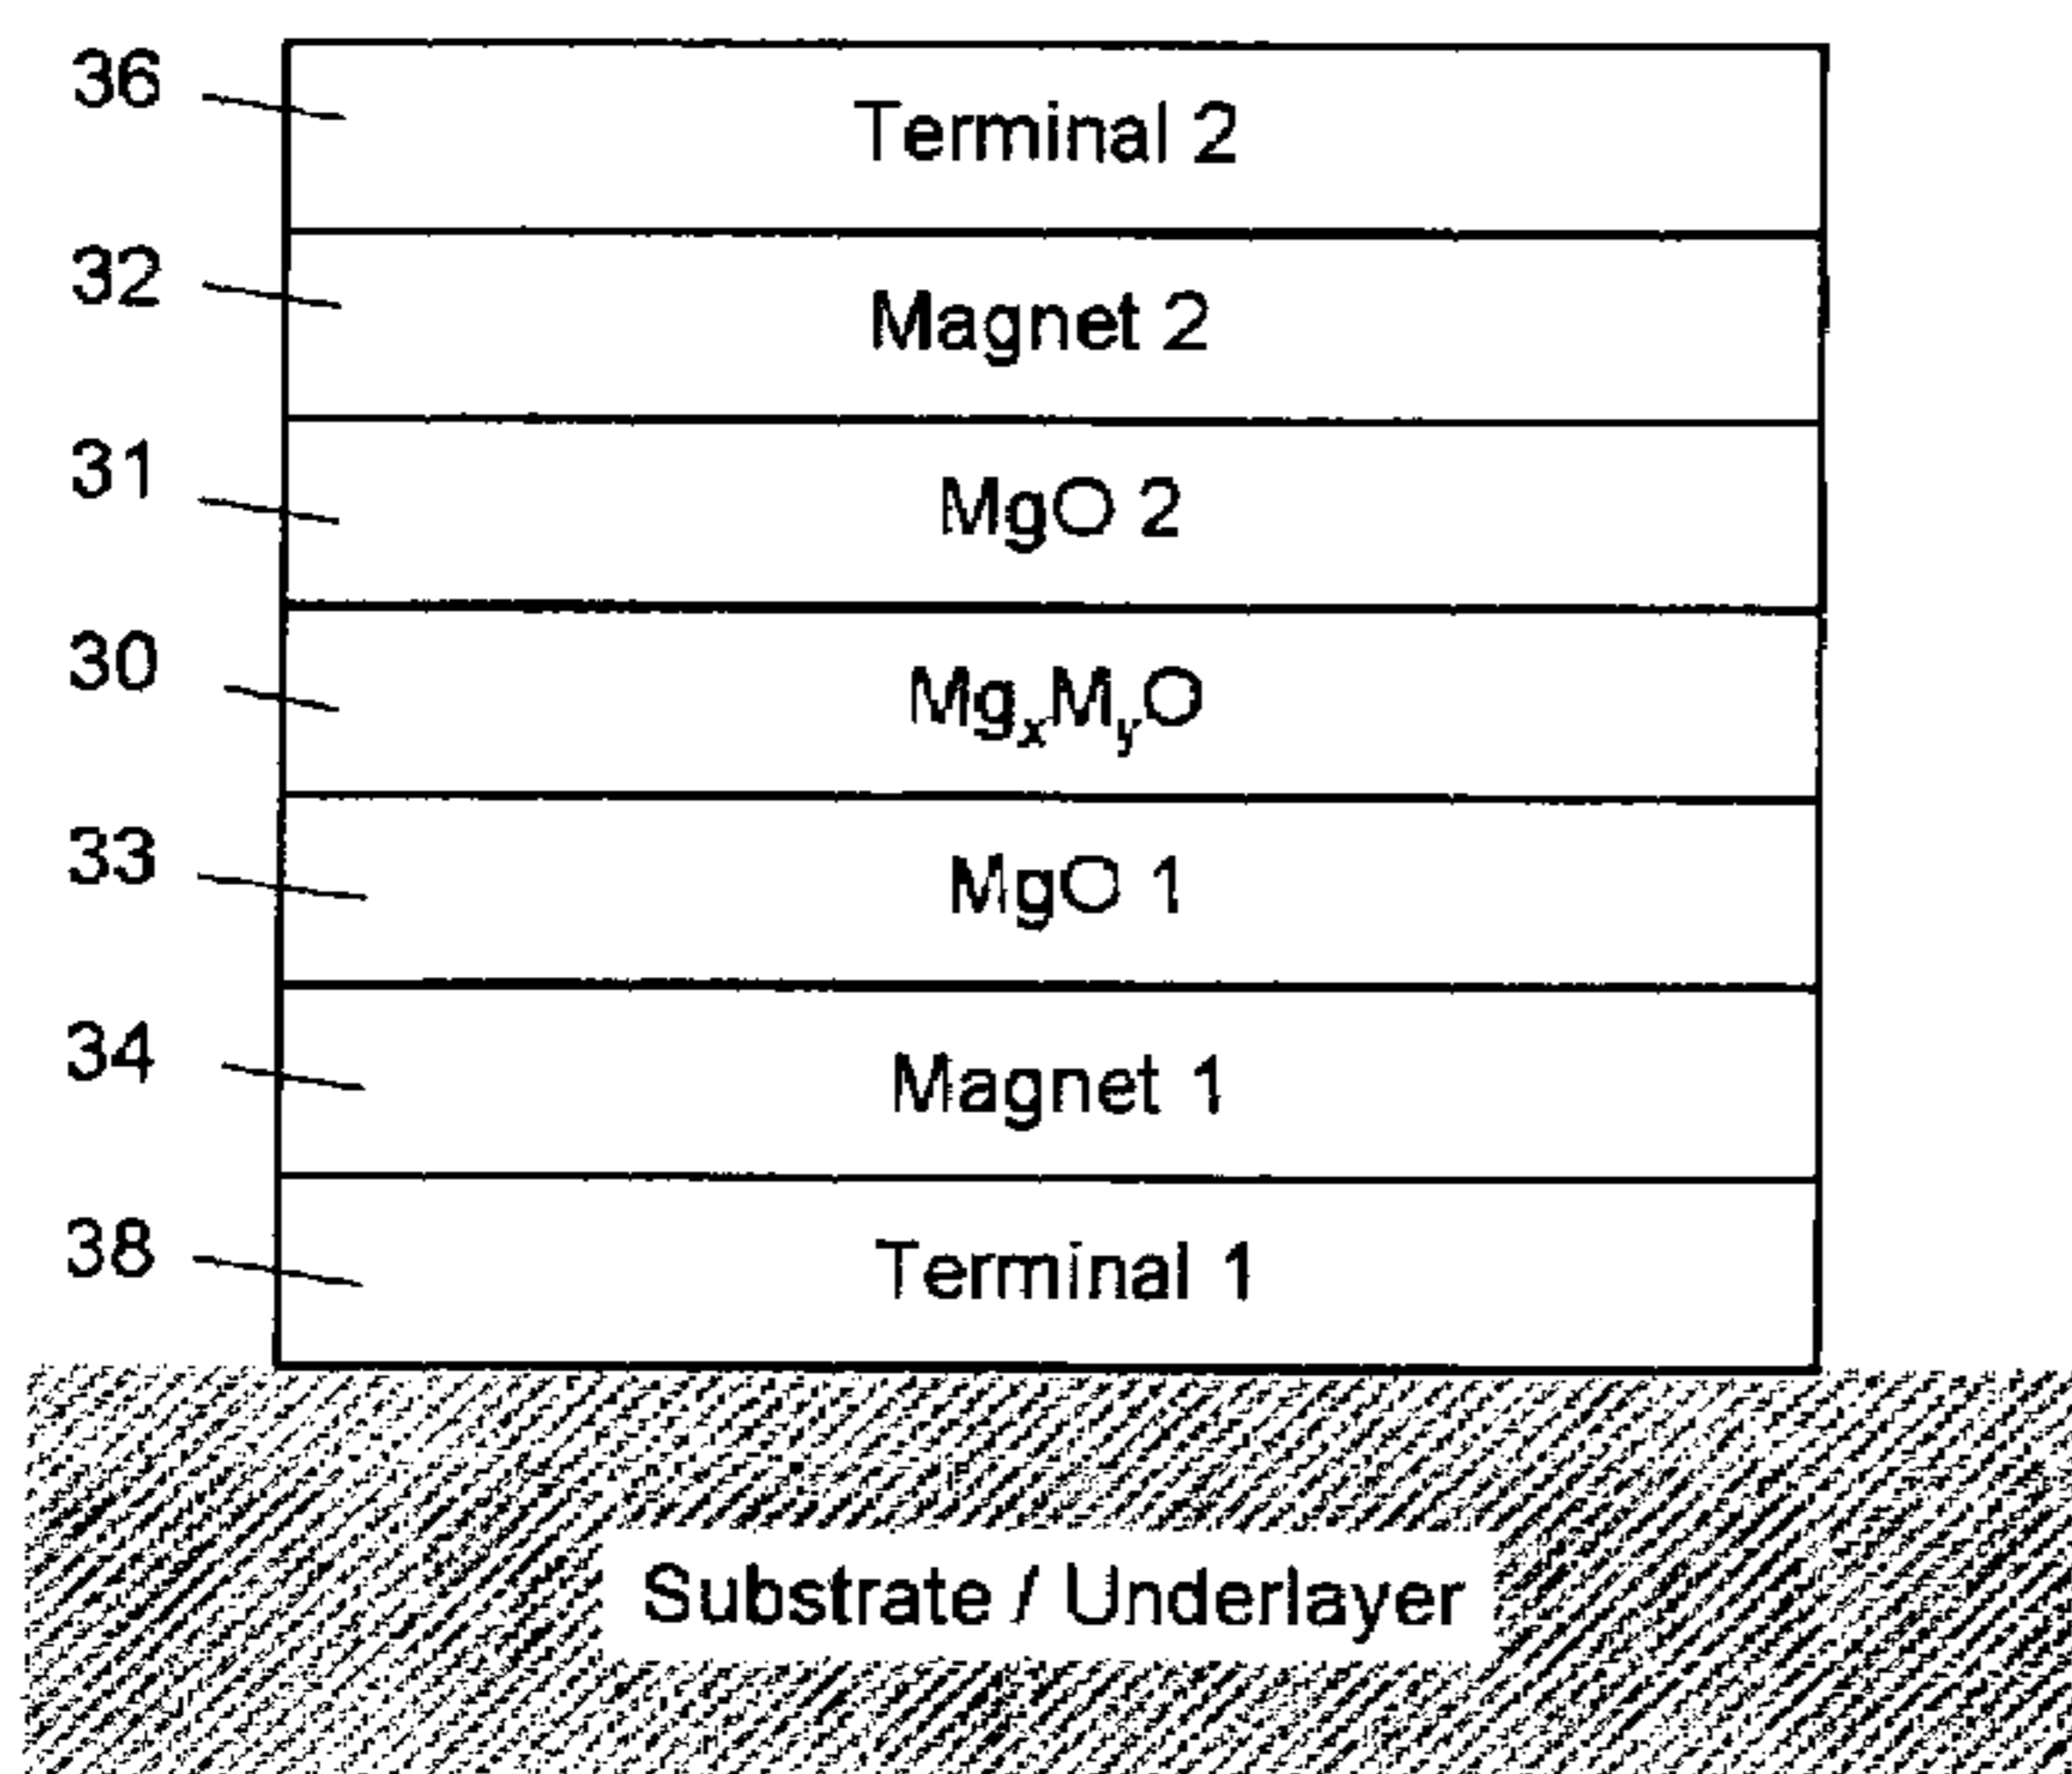 36 Terminal 2
32 Magnet 2
31 MgO 2
30 MgₓMᵧO
33 MgO 1
34 Magnet 1
38 Terminal 1
Substrate / Underlayer